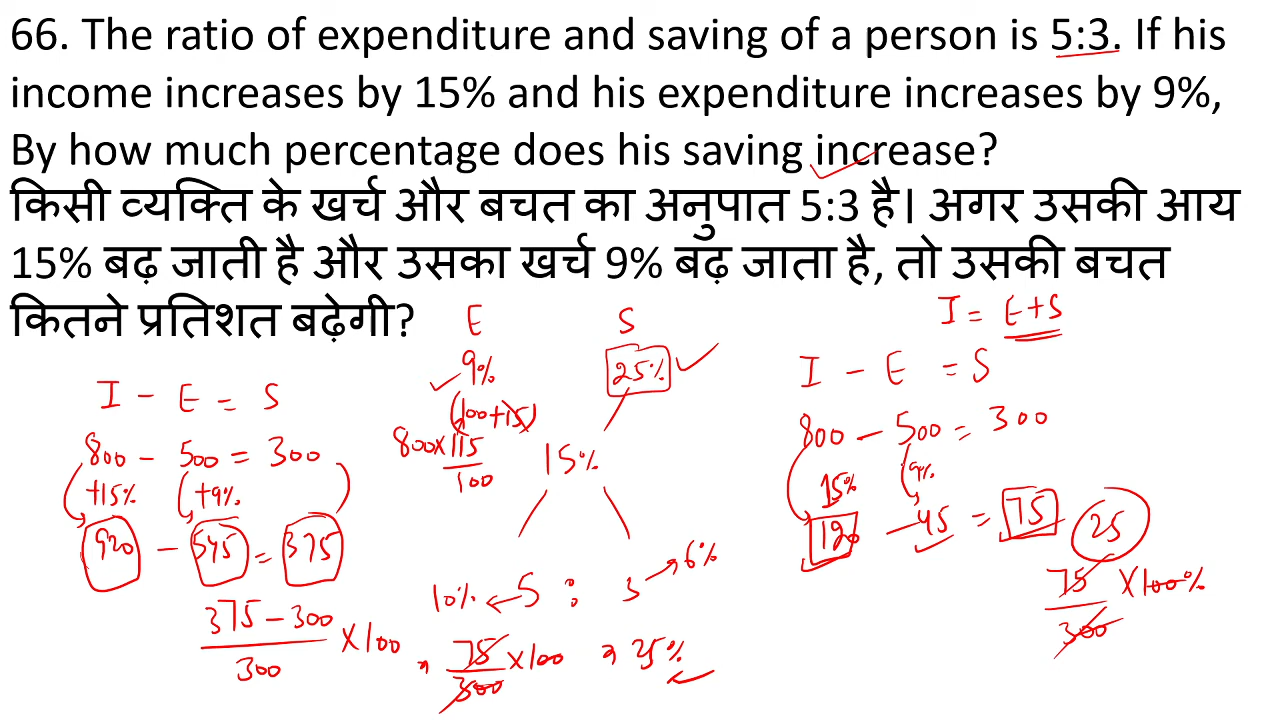 66. The ratio of expenditure and saving of a person is 5:3. If his
income increases by 15% and his expenditure increases by 9%,
By how much percentage does his saving increase?
किसी व्यक्ति के खर्च और बचत का अनुपात 5:3 है। अगर उसकी आय
15% बढ़ जाती है और उसका खर्च 9% बढ़ जाता है, तो उसकी बचत
कितने प्रतिशत बढ़ेगी?
I - E = S
800 - 500 = 300
+15% +9%
920 - 545 = 375
375 - 300
300
X100
E S
9% 25%
(100+15)
800×115
100
15%
10% 5 : 3 6%
75
300
×100
25%
I = E+S
I - E = S
800 - 500 = 300
15% 9%
120 - 45 = 75
25
75
300
×100%